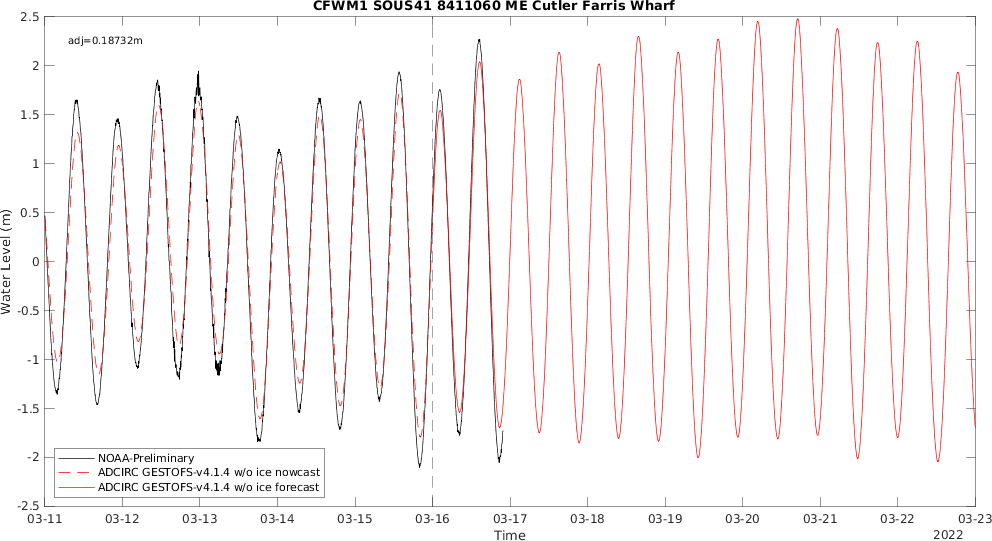 CFWM1 SOUS41 8411060 ME Cutler Farris Wharf
adj=0.18732m
2.5
2
1.5
1
0.5
0
-0.5
-1
-1.5
-2
-2.5
Water Level (m)
NOAA-Preliminary
ADCIRC GESTOFS-v4.1.4 w/o ice nowcast
ADCIRC GESTOFS-v4.1.4 w/o ice forecast
03-11 03-12 03-13 03-14 03-15 03-16 03-17 03-18 03-19 03-20 03-21 03-22 03-23
Time
2022